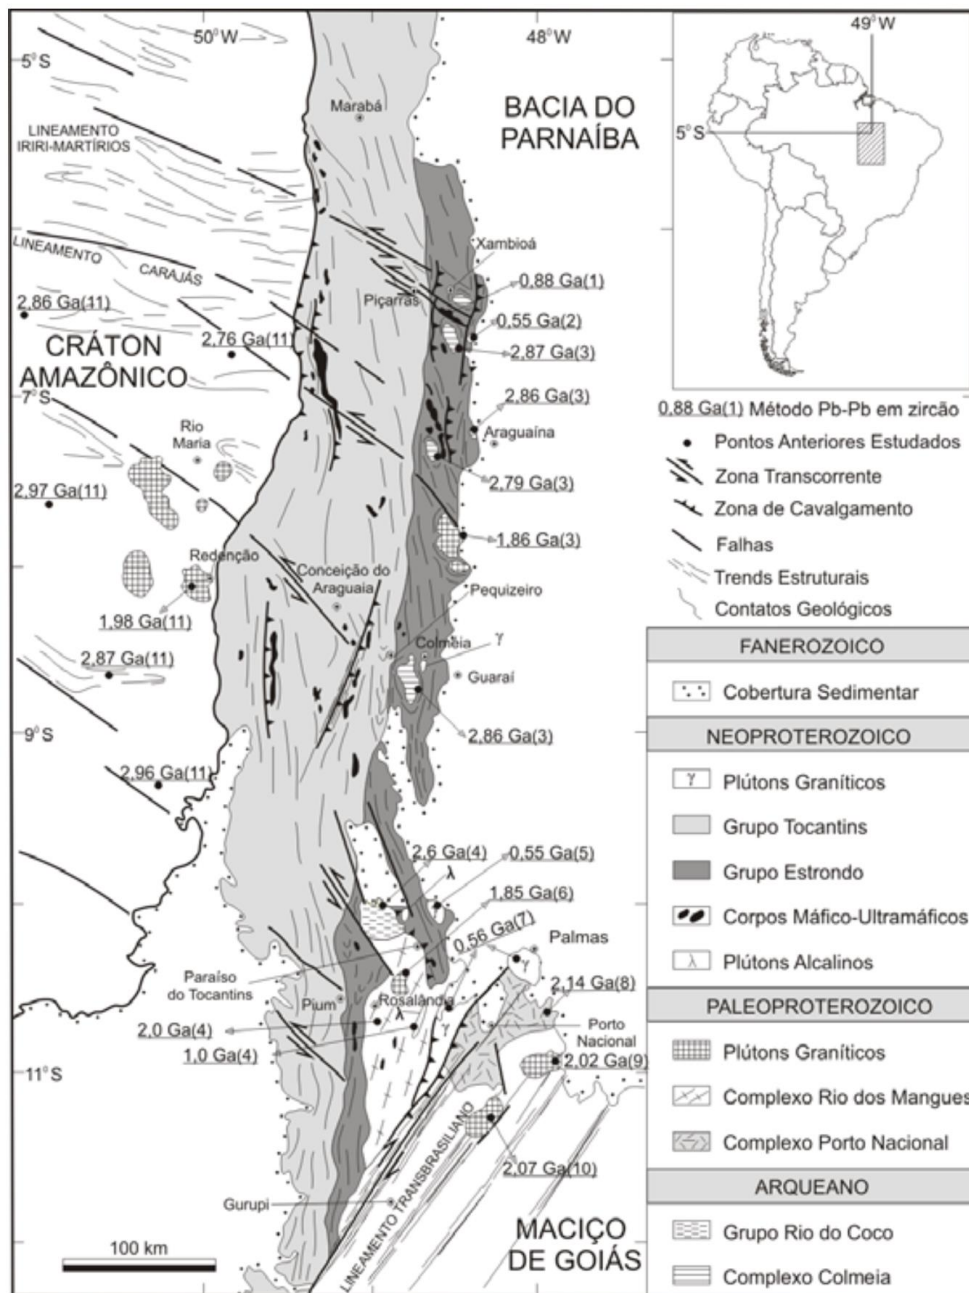 50°W
48°W
49°W
5°S
5°S
Marabá
BACIA DO
PARNAÍBA
LINEAMENTO
IRIRI-MARTÍRIOS
LINEAMENTO
CARAJÁS
Xambioá
Piçarras
0,88 Ga(1)
0,55 Ga(2)
2,87 Ga(3)
2,86 Ga(11)
2,76 Ga(11)
CRÁTON
AMAZÔNICO
7°S
2,86 Ga(3)
Araguaína
2,79 Ga(3)
Rio
Maria
2,97 Ga(11)
1,86 Ga(3)
Redenção
Conceição do
Araguaia
Pequizeiro
1,98 Ga(11)
Colméia
γ
Guaraí
2,87 Ga(11)
2,86 Ga(3)
9°S
2,96 Ga(11)
2,6 Ga(4)
0,55 Ga(5)
λ
1,85 Ga(6)
0,56 Ga(7)
Palmas
γ
Paraíso
do Tocantins
Pium
Rosalândia
λ
2,14 Ga(8)
2,0 Ga(4)
γ
Porto
Nacional
1,0 Ga(4)
2,02 Ga(9)
11°S
2,07 Ga(10)
LINEAMENTO TRANSBRASILIANO
Gurupi
MACIÇO
DE GOIÁS
100 km
0,88 Ga(1) Método Pb-Pb em zircão
Pontos Anteriores Estudados
Zona Transcorrente
Zona de Cavalgamento
Falhas
Trends Estruturais
Contatos Geológicos
FANEROZOICO
Cobertura Sedimentar
NEOPROTEROZOICO
γ Plútons Graníticos
Grupo Tocantins
Grupo Estrondo
Corpos Máfico-Ultramáficos
λ Plútons Alcalinos
PALEOPROTEROZOICO
Plútons Graníticos
Complexo Rio dos Mangues
Complexo Porto Nacional
ARQUEANO
Grupo Rio do Coco
Complexo Colmeia